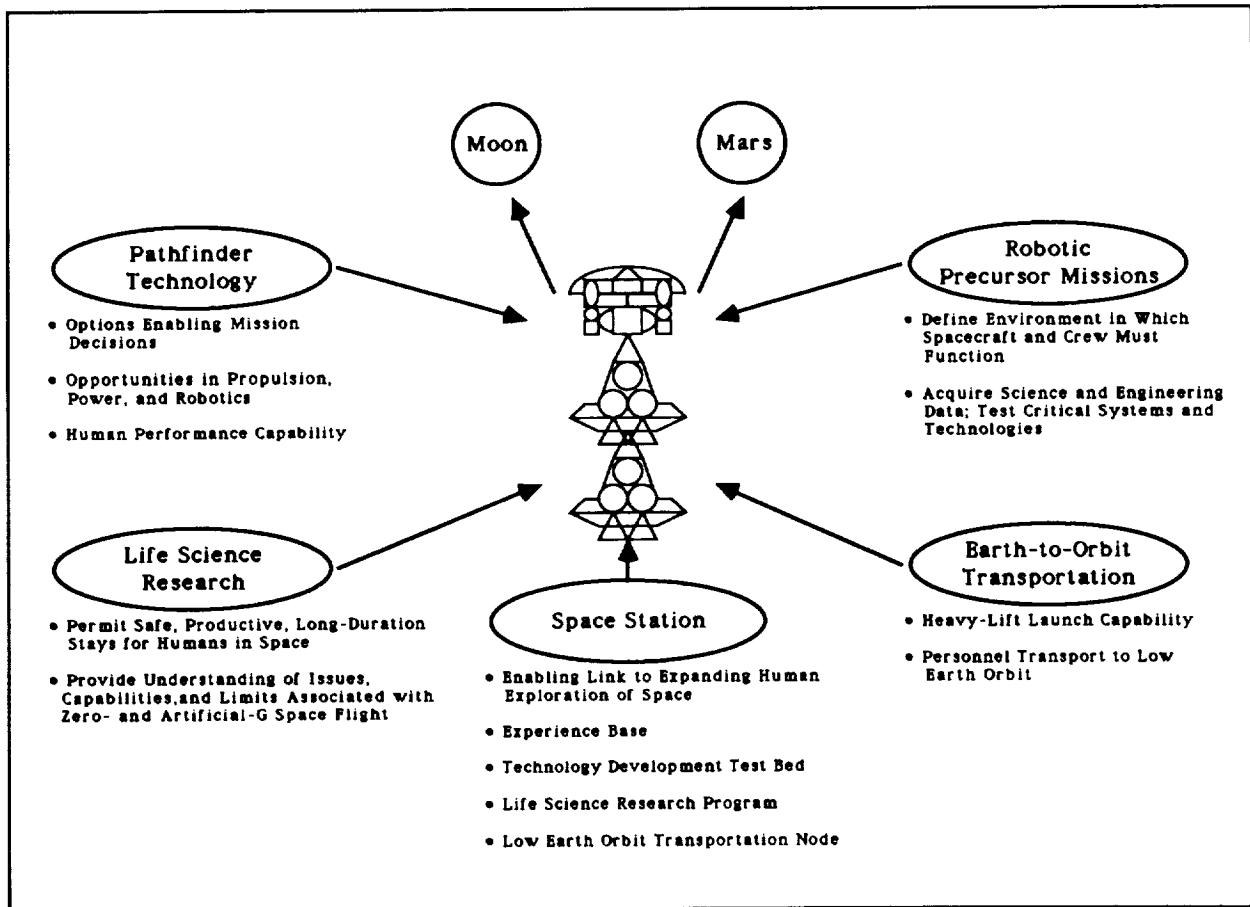 Moon
Mars
Pathfinder
Technology
• Options Enabling Mission
Decisions
• Opportunities in Propulsion,
Power, and Robotics
• Human Performance Capability
Robotic
Precursor Missions
• Define Environment in Which
Spacecraft and Crew Must
Function
• Acquire Science and Engineering
Data; Test Critical Systems and
Technologies
Life Science
Research
• Permit Safe, Productive, Long-Duration
Stays for Humans in Space
• Provide Understanding of Issues,
Capabilities,and Limits Associated with
Zero- and Artificial-G Space Flight
Space Station
• Enabling Link to Expanding Human
Exploration of Space
• Experience Base
• Technology Development Test Bed
• Life Science Research Program
• Low Earth Orbit Transportation Node
Earth-to-Orbit
Transportation
• Heavy-Lift Launch Capability
• Personnel Transport to Low
Earth Orbit